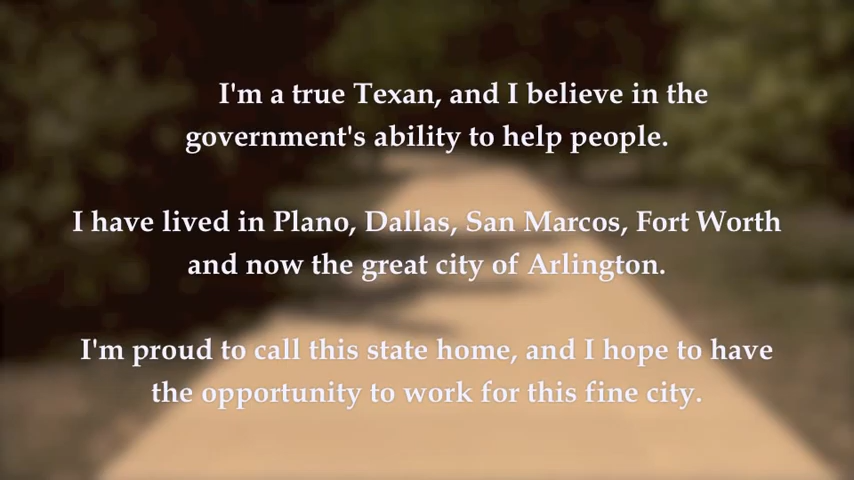 I'm a true Texan, and I believe in the
government's ability to help people.
I have lived in Plano, Dallas, San Marcos, Fort Worth
and now the great city of Arlington.
I'm proud to call this state home, and I hope to have
the opportunity to work for this fine city.